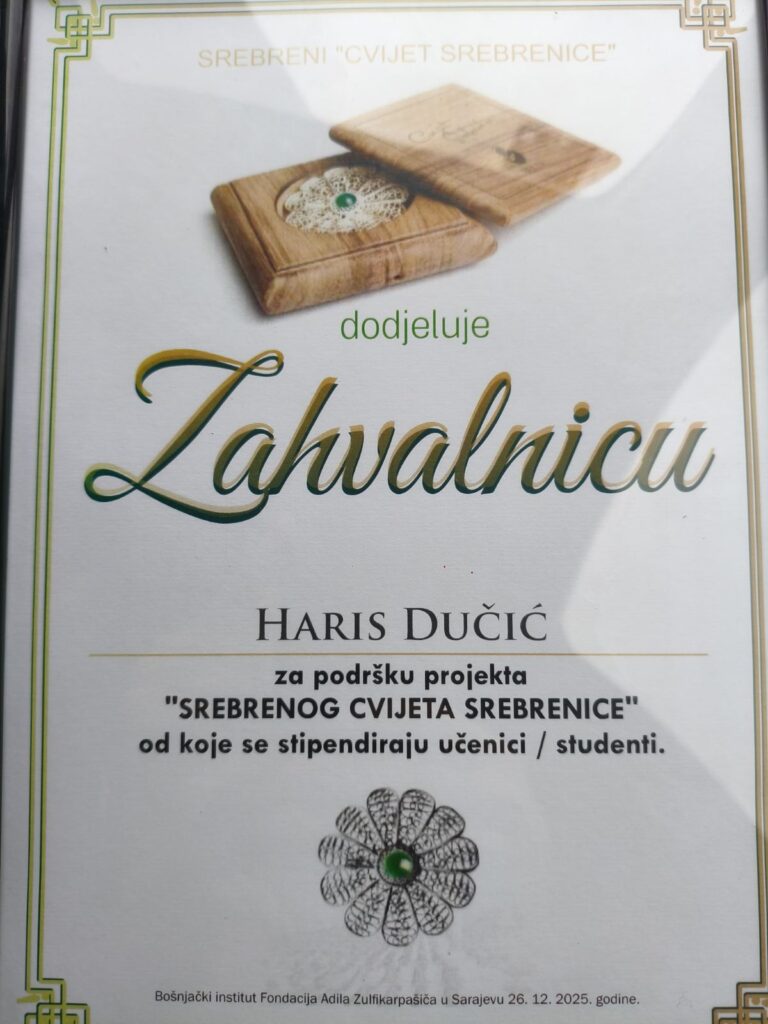 SREBRENI "CVIJET SREBRENICE"
dodjeluje
Zahvalnicu
HARIS DUČIĆ
za podršku projekta
"SREBRENOG CVIJETA SREBRENICE"
od koje se stipendiraju učenici / studenti.
Bošnjački institut Fondacija Adila Zulfikarpašića u Sarajevu 26. 12. 2025. godine.